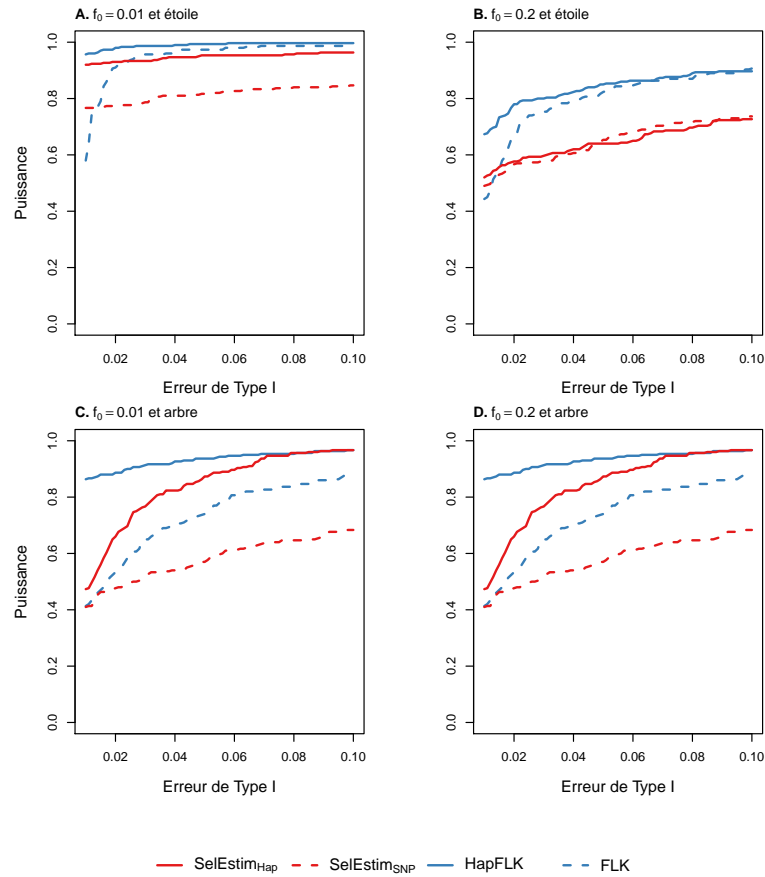 A. f0 = 0.01 et étoile
Puissance
1.0
0.8
0.6
0.4
0.2
0.0
0.02 0.04 0.06 0.08 0.10
Erreur de Type I
B. f0 = 0.2 et étoile
1.0
0.8
0.6
0.4
0.2
0.0
0.02 0.04 0.06 0.08 0.10
Erreur de Type I
C. f0 = 0.01 et arbre
Puissance
1.0
0.8
0.6
0.4
0.2
0.0
0.02 0.04 0.06 0.08 0.10
Erreur de Type I
D. f0 = 0.2 et arbre
1.0
0.8
0.6
0.4
0.2
0.0
0.02 0.04 0.06 0.08 0.10
Erreur de Type I
SelEstimHap SelEstimSNP HapFLK FLK